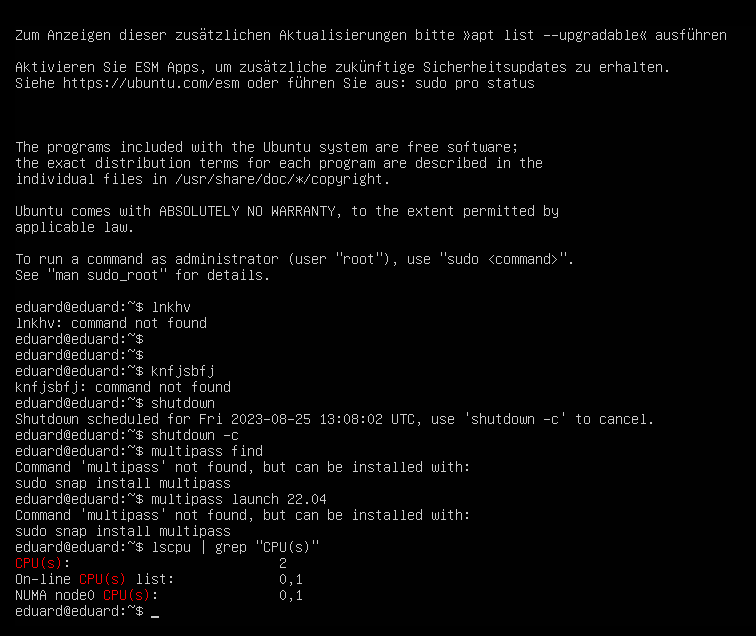 Zum Anzeigen dieser zusätzlichen Aktualisierungen bitte »apt list --upgradable« ausführen
Aktivieren Sie ESM Apps, um zusätzliche zukünftige Sicherheitsupdates zu erhalten.
Siehe https://ubuntu.com/esm oder führen Sie aus: sudo pro status
The programs included with the Ubuntu system are free software;
the exact distribution terms for each program are described in the
individual files in /usr/share/doc/*/copyright.
Ubuntu comes with ABSOLUTELY NO WARRANTY, to the extent permitted by
applicable law.
To run a command as administrator (user "root"), use "sudo <command>".
See "man sudo_root" for details.
eduard@eduard:~$ lnkhv
lnkhv: command not found
eduard@eduard:~$
eduard@eduard:~$
eduard@eduard:~$ knfjsbfj
knfjsbfj: command not found
eduard@eduard:~$ shutdown
Shutdown scheduled for Fri 2023-08-25 13:08:02 UTC, use 'shutdown -c' to cancel.
eduard@eduard:~$ shutdown -c
eduard@eduard:~$ multipass find
Command 'multipass' not found, but can be installed with:
sudo snap install multipass
eduard@eduard:~$ multipass launch 22.04
Command 'multipass' not found, but can be installed with:
sudo snap install multipass
eduard@eduard:~$ lscpu | grep "CPU(s)"
CPU(s): 2
On-line CPU(s) list: 0,1
NUMA node0 CPU(s): 0,1
eduard@eduard:~$ _